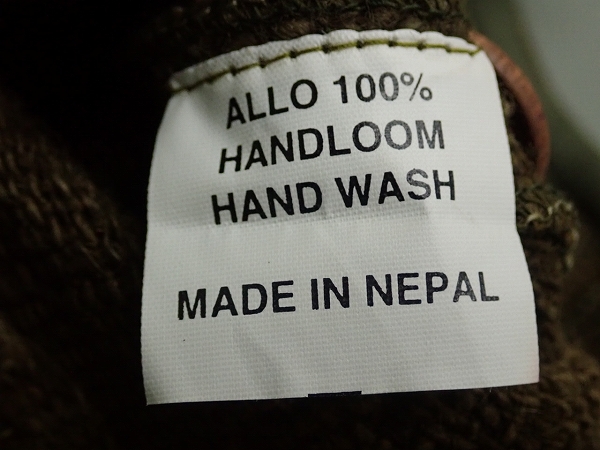 ALLO 100%
HANDLOOM
HAND WASH
MADE IN NEPAL